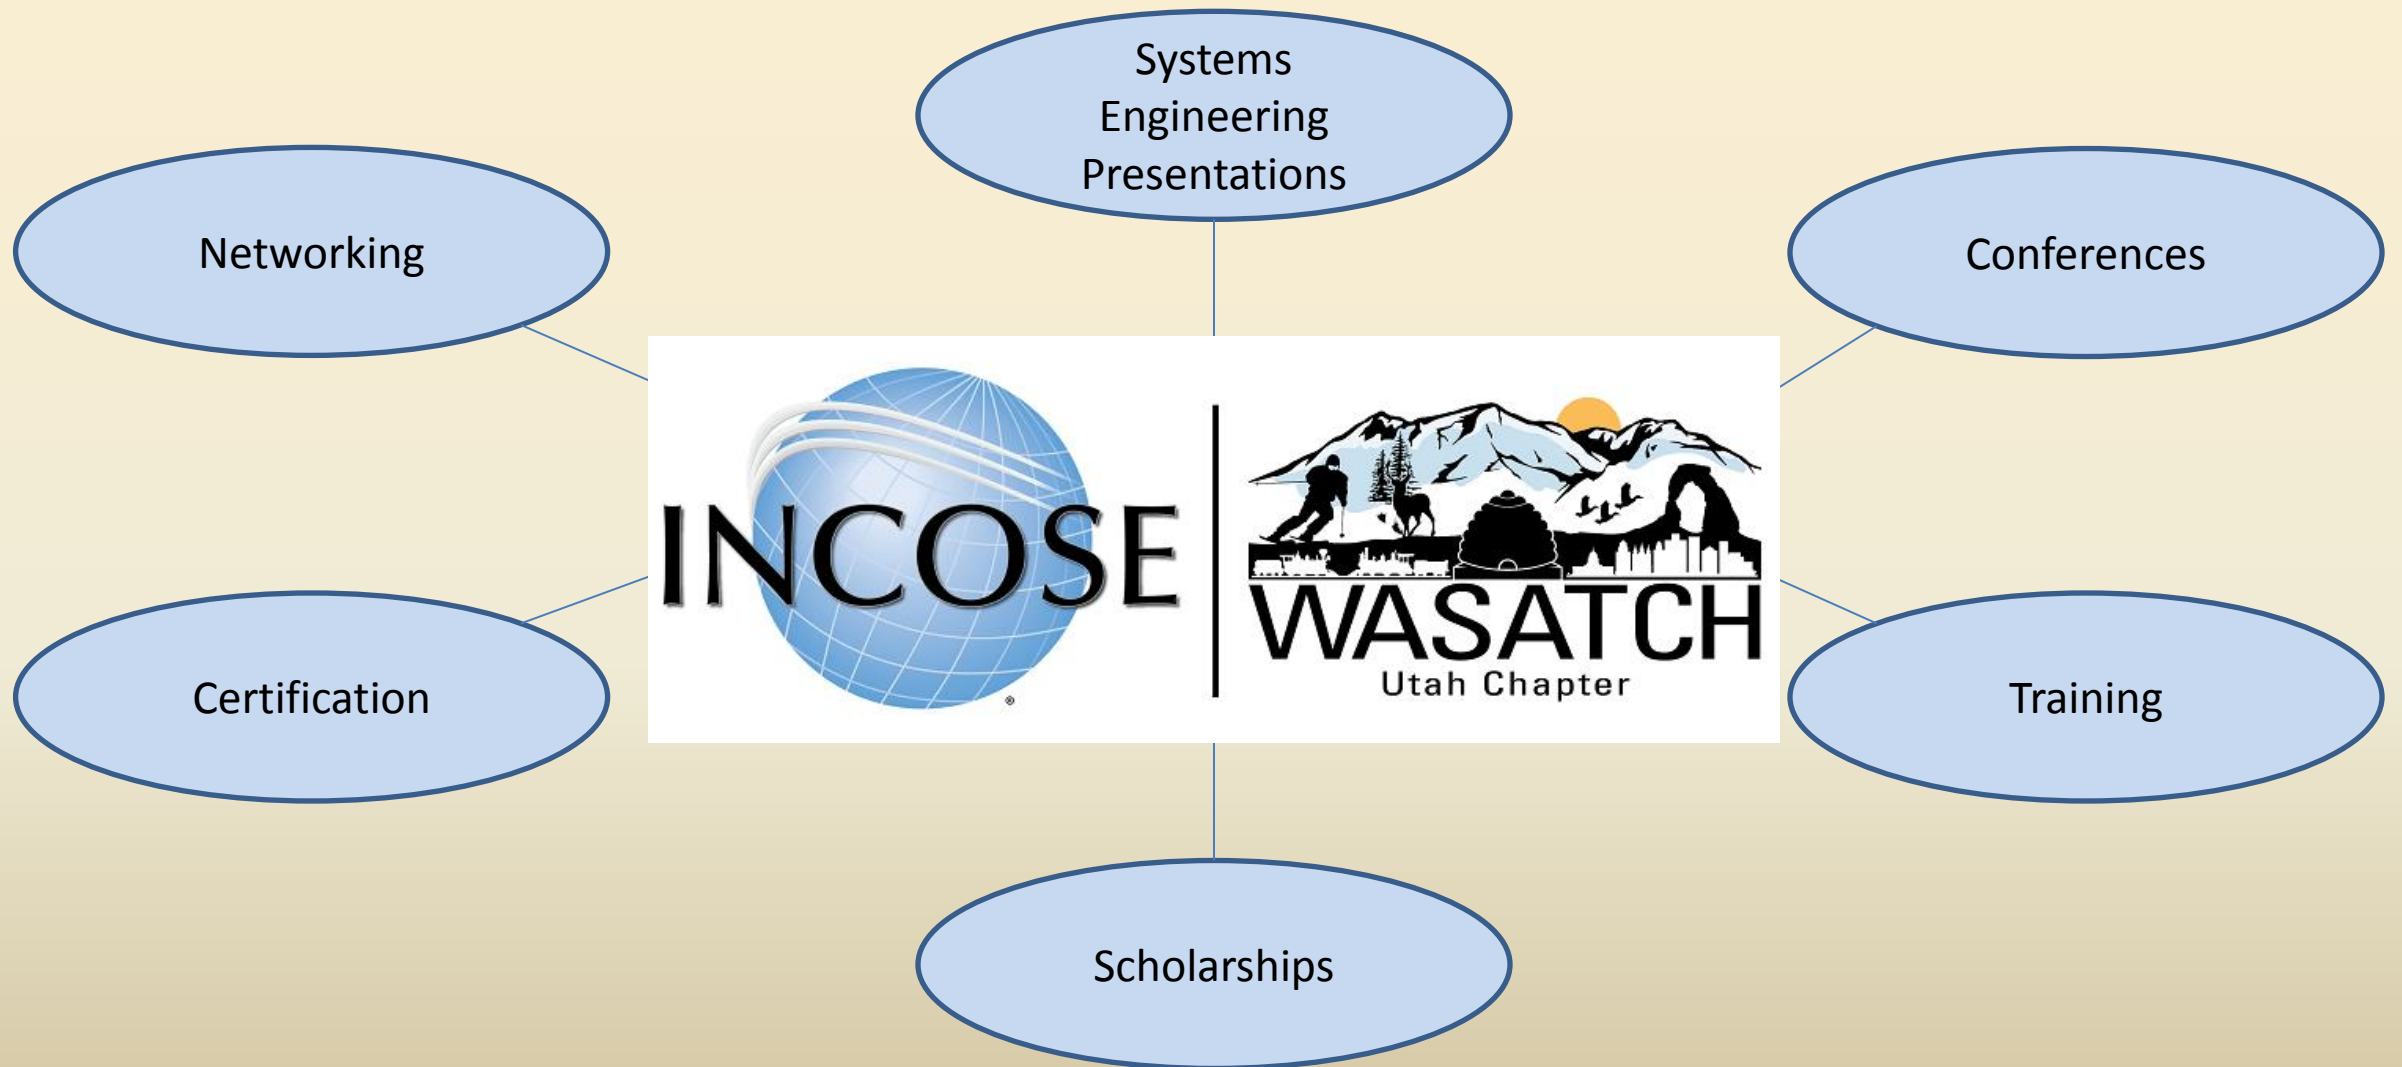 Systems
Engineering
Presentations
Networking
Conferences
INCOSE
®
WASATCH
Utah Chapter
Certification
Training
Scholarships